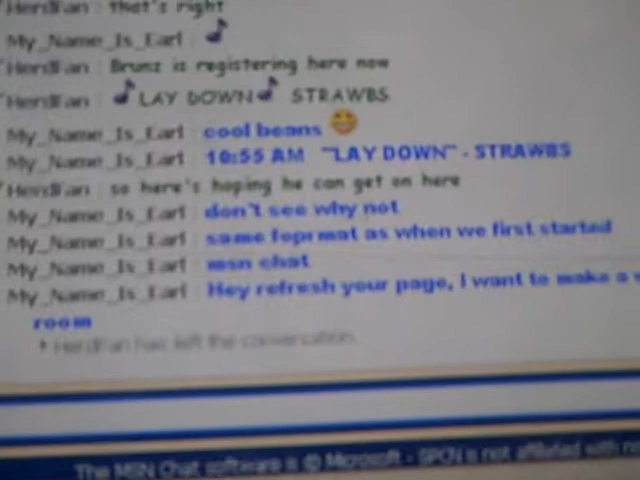 HerdFan : that's right
My_Name_Is_Earl :
HerdFan : Brunz is registering here now
HerdFan : LAY DOWN STRAWBS
My_Name_Is_Earl : cool beans
My_Name_Is_Earl : 10:55 AM "LAY DOWN" - STRAWBS
HerdFan : so here's hoping he can get on here
My_Name_Is_Earl : don't see why not
My_Name_Is_Earl : same foprmat as when we first started
My_Name_Is_Earl : msn chat
My_Name_Is_Earl : Hey refresh your page, I want to make a
room
HerdFan has left the conversation.
The MSN Chat software is © Microsoft - SPCN is not affiliated with